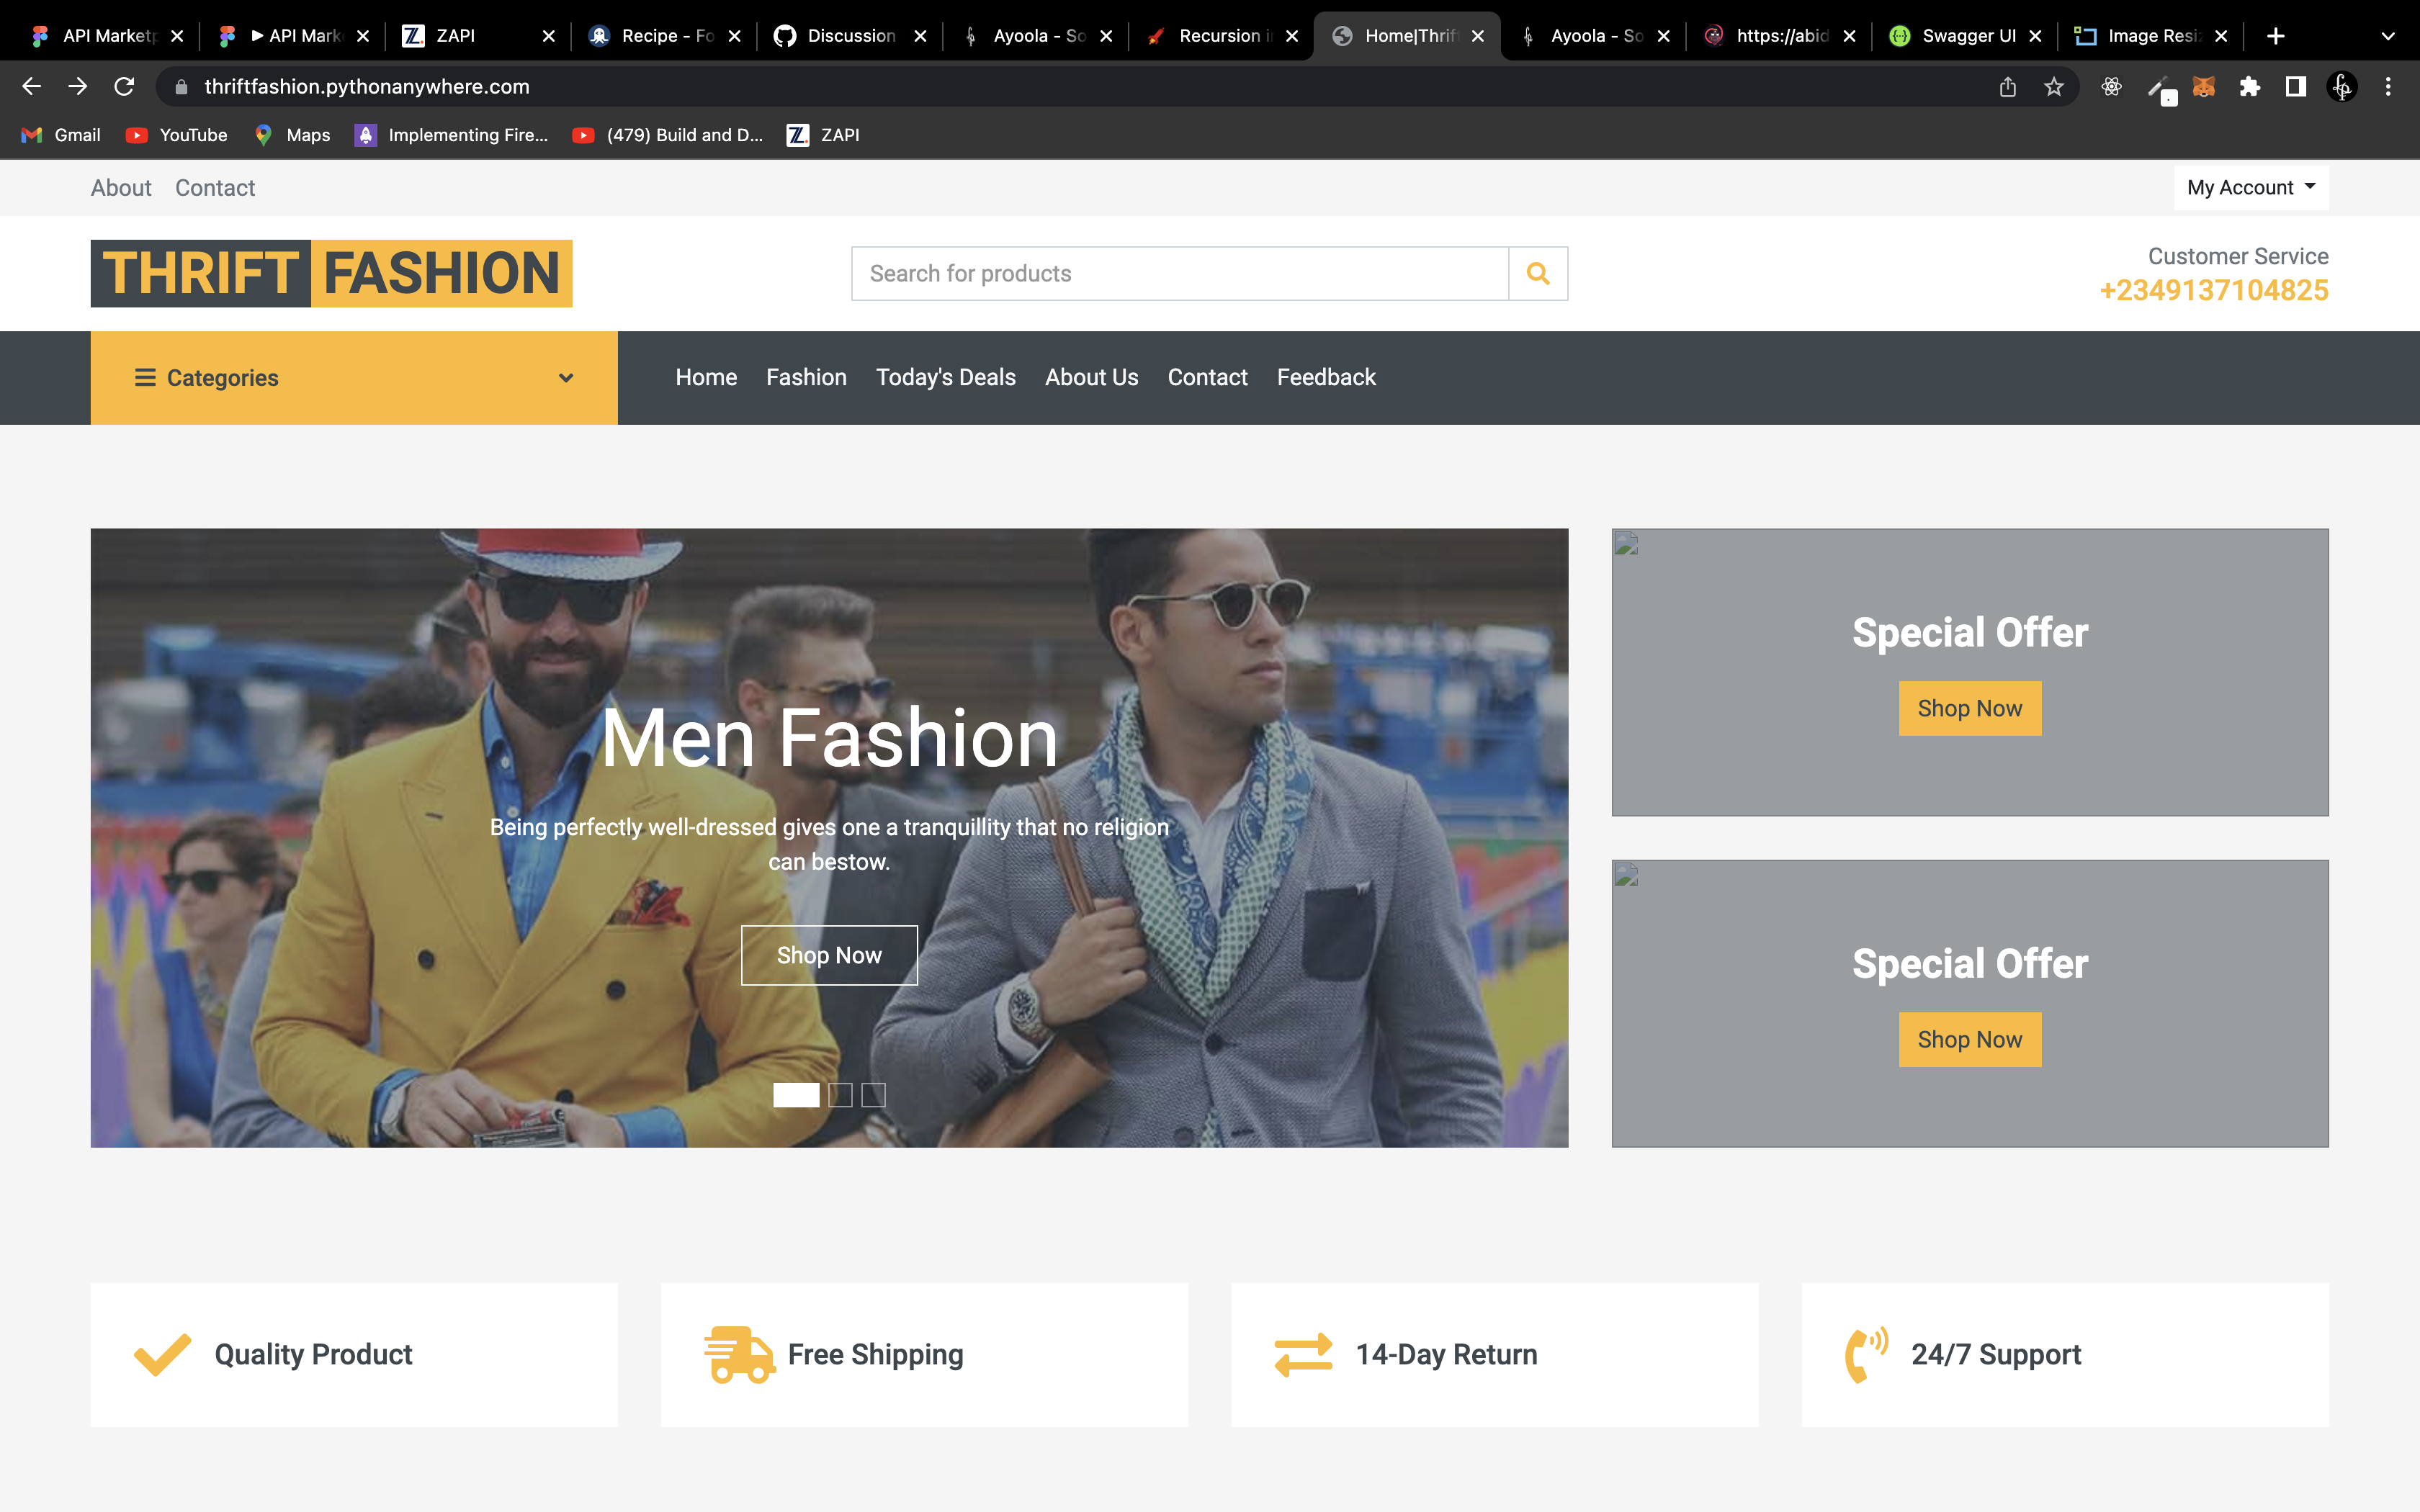 API Marketp
API Mark
ZAPI
Recipe - Fo
Discussion
Ayoola - So
Recursion i
Home|Thrif
Ayoola - So
https://abid
Swagger UI
Image Resi
thriftfashion.pythonanywhere.com
Gmail
YouTube
Maps
Implementing Fire...
(479) Build and D...
ZAPI
About
Contact
My Account
THRIFT FASHION
Search for products
Customer Service
+2349137104825
Categories
Home
Fashion
Today's Deals
About Us
Contact
Feedback
Men Fashion
Being perfectly well-dressed gives one a tranquillity that no religion
can bestow.
Shop Now
Special Offer
Shop Now
Special Offer
Shop Now
Quality Product
Free Shipping
14-Day Return
24/7 Support